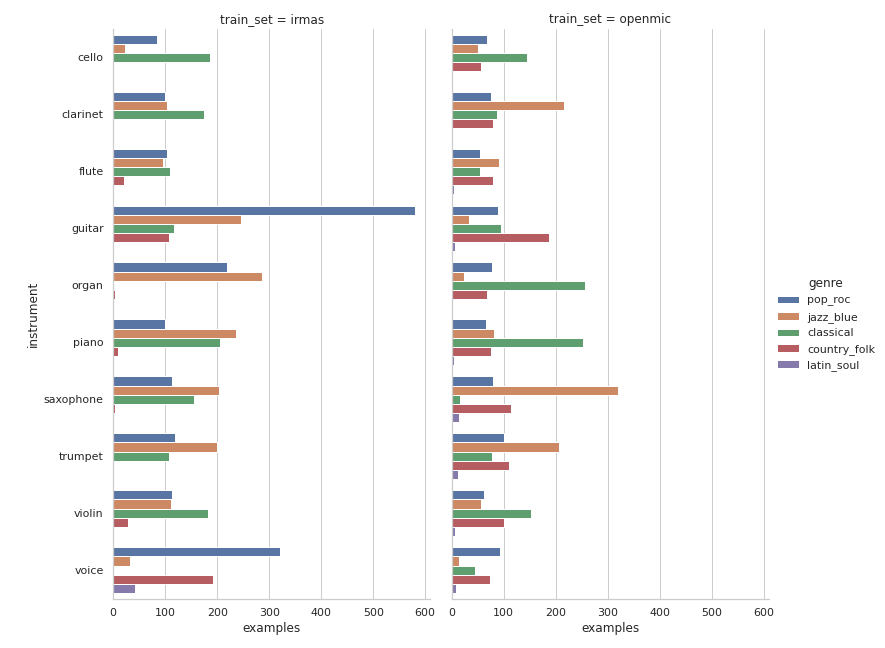 train_set = irmas
train_set = openmic
instrument
cello
clarinet
flute
guitar
organ
piano
saxophone
trumpet
violin
voice
0 100 200 300 400 500 600
examples
0 100 200 300 400 500 600
examples
genre
pop_roc
jazz_blue
classical
country_folk
latin_soul